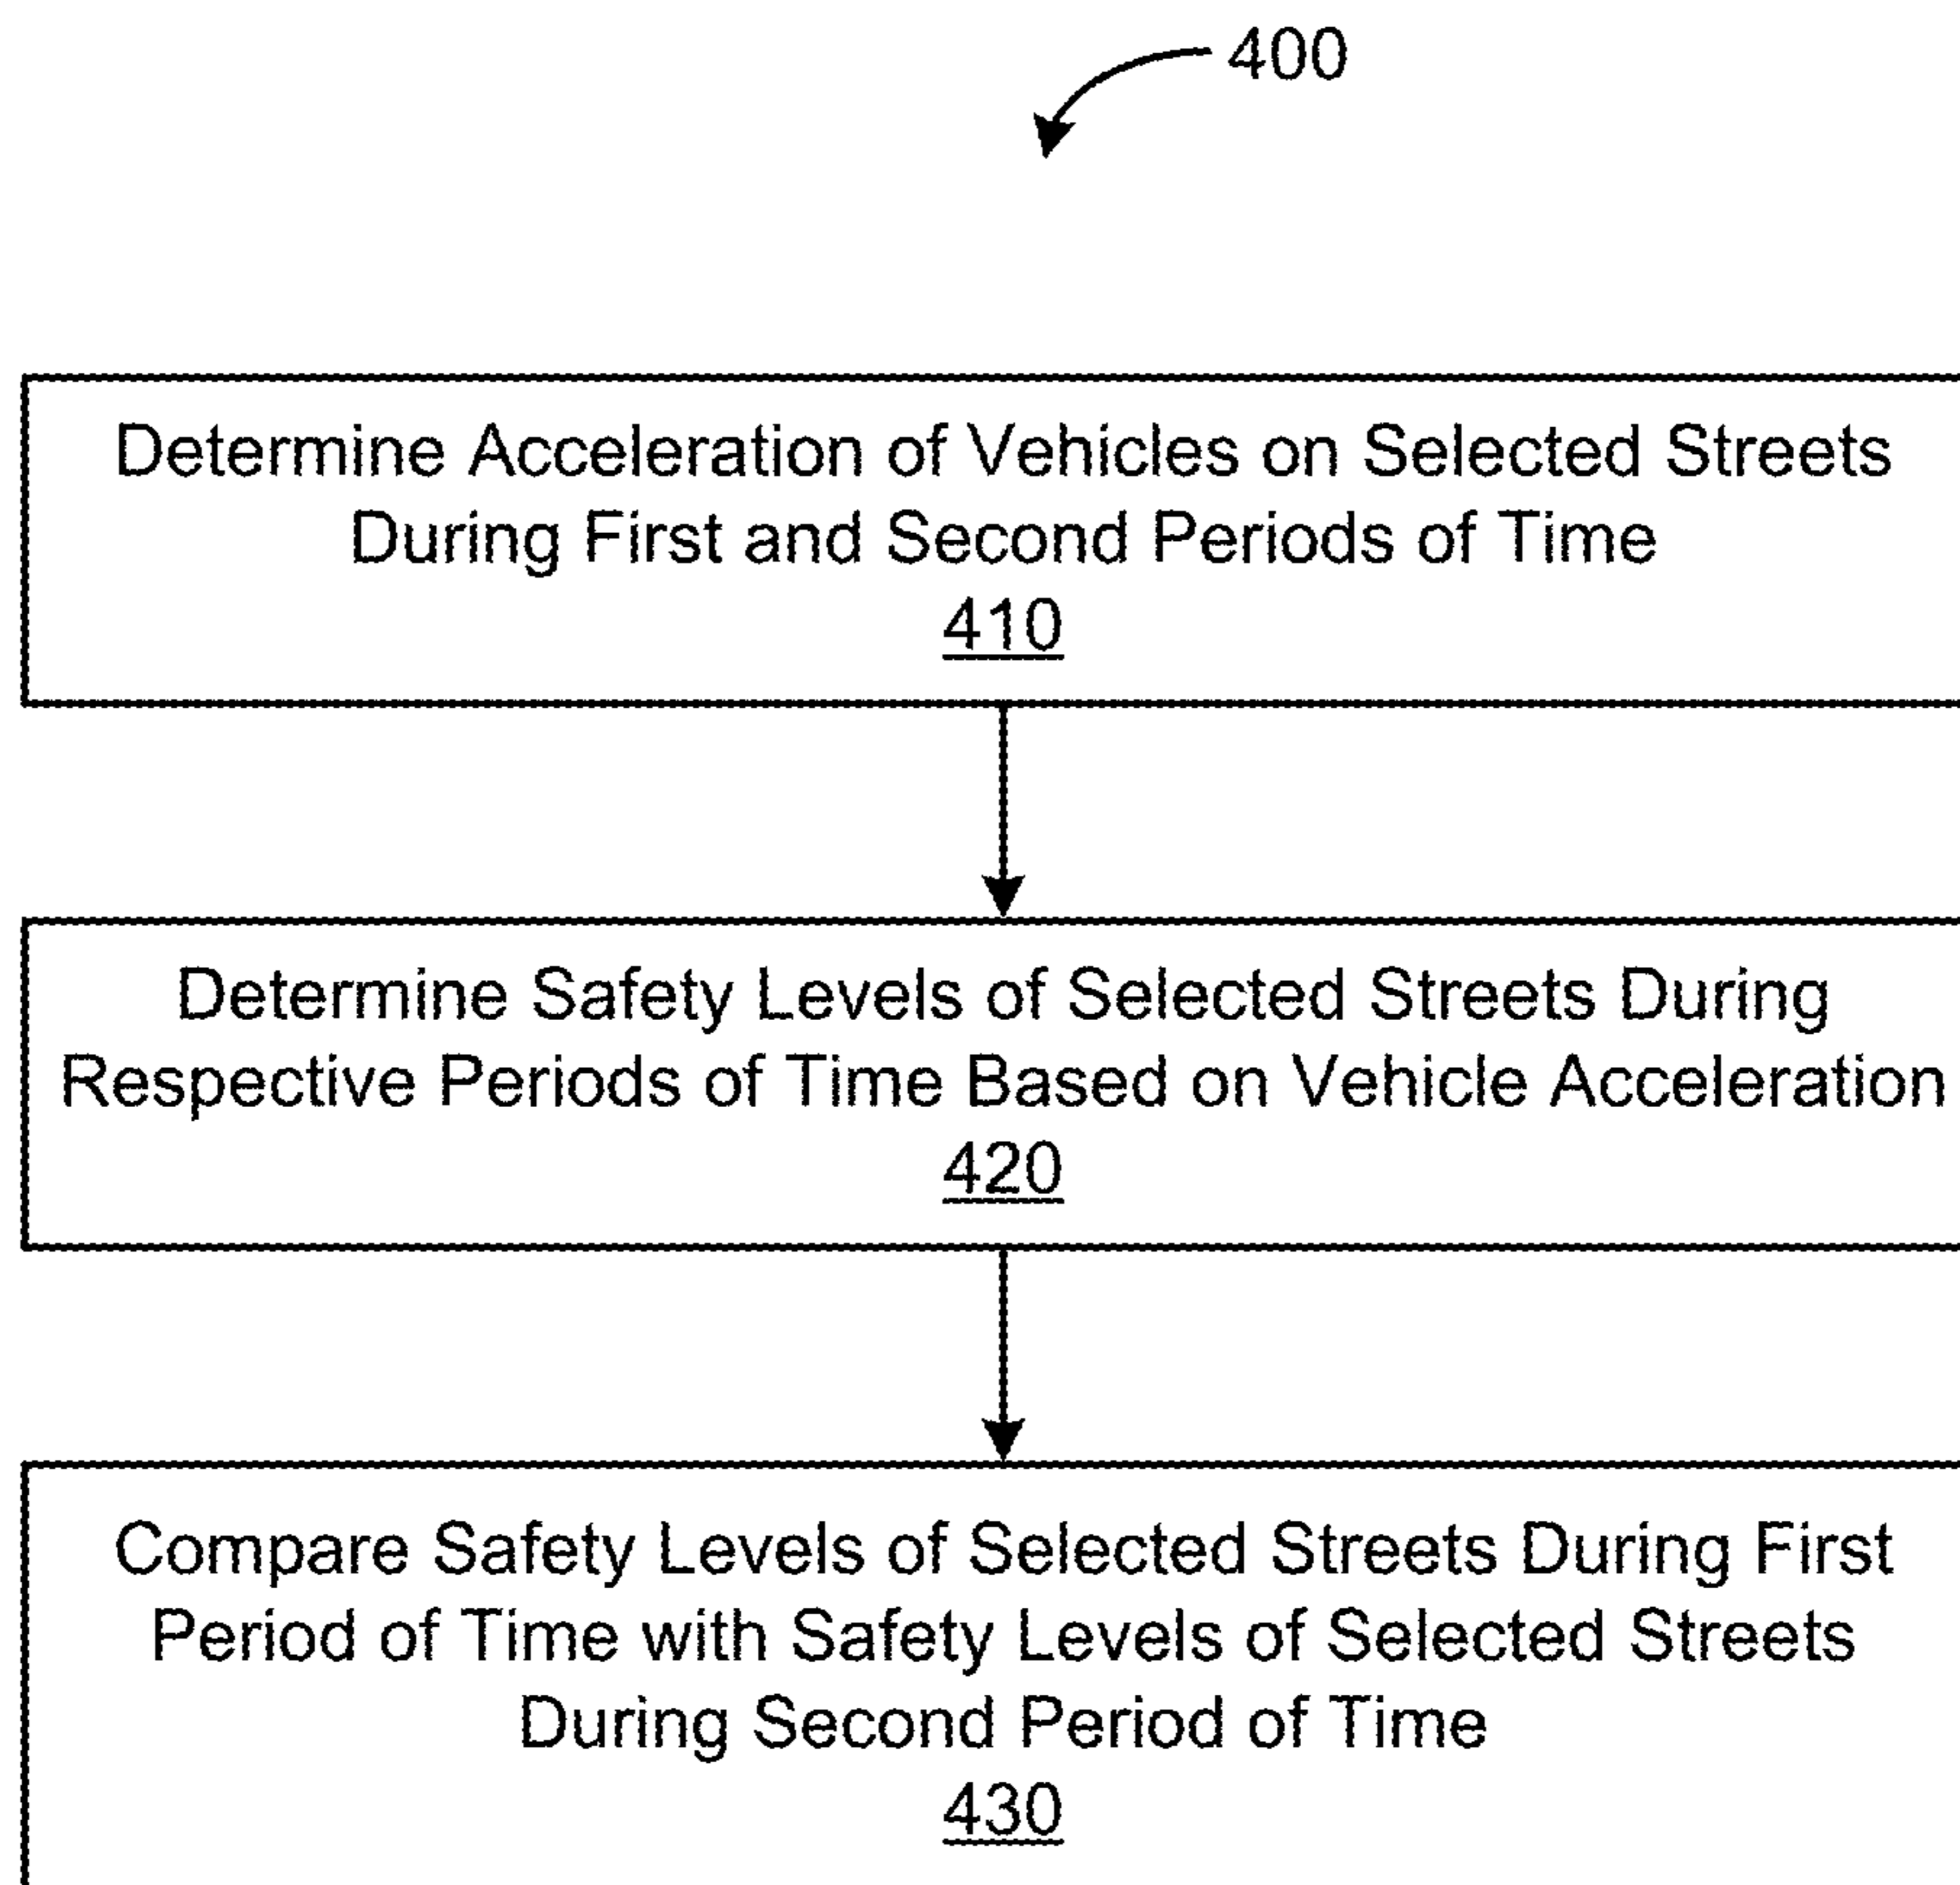 400
Determine Acceleration of Vehicles on Selected Streets
During First and Second Periods of Time
410
Determine Safety Levels of Selected Streets During
Respective Periods of Time Based on Vehicle Acceleration
420
Compare Safety Levels of Selected Streets During First
Period of Time with Safety Levels of Selected Streets
During Second Period of Time
430